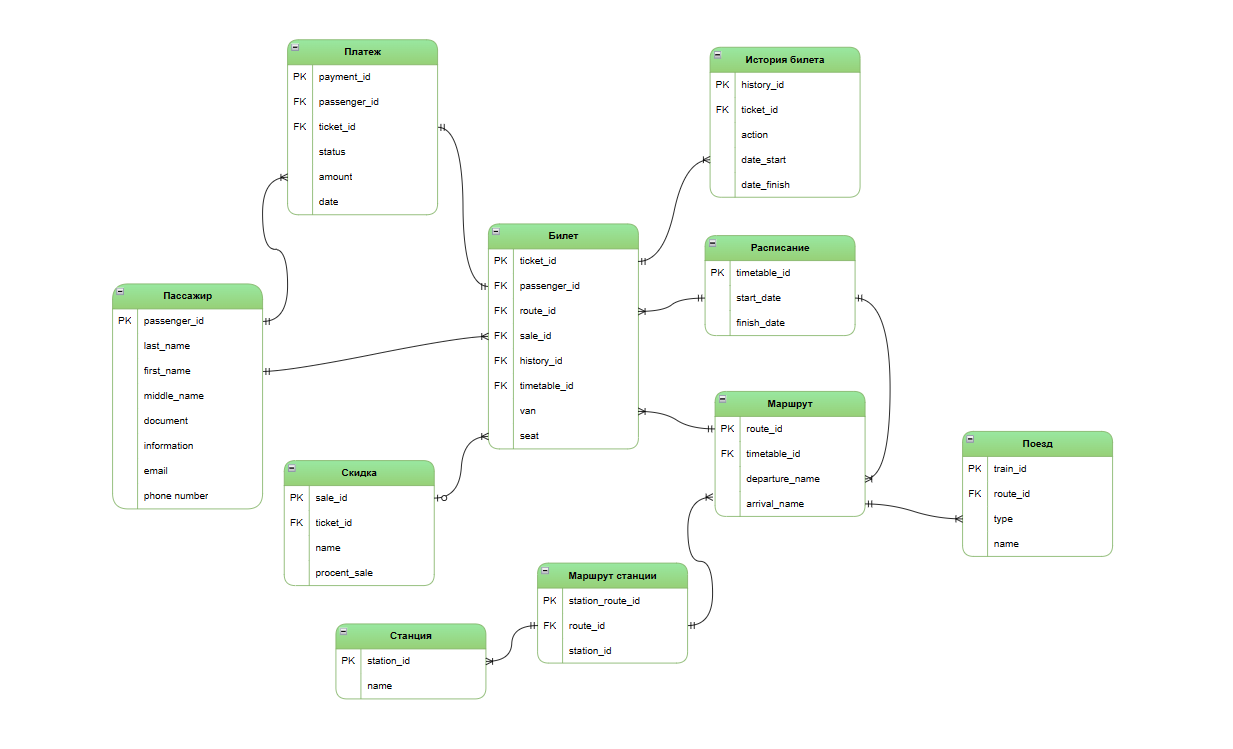 Платеж
PK payment_id
FK passenger_id
FK ticket_id
status
amount
date
История билета
PK history_id
FK ticket_id
action
date_start
date_finish
Билет
PK ticket_id
FK passenger_id
FK route_id
FK sale_id
FK history_id
FK timetable_id
van
seat
Расписание
PK timetable_id
start_date
finish_date
Пассажир
PK passenger_id
last_name
first_name
middle_name
document
information
email
phone number
Маршрут
PK route_id
FK timetable_id
departure_name
arrival_name
Поезд
PK train_id
FK route_id
type
name
Скидка
PK sale_id
FK ticket_id
name
procent_sale
Маршрут станции
PK station_route_id
FK route_id
station_id
Станция
PK station_id
name